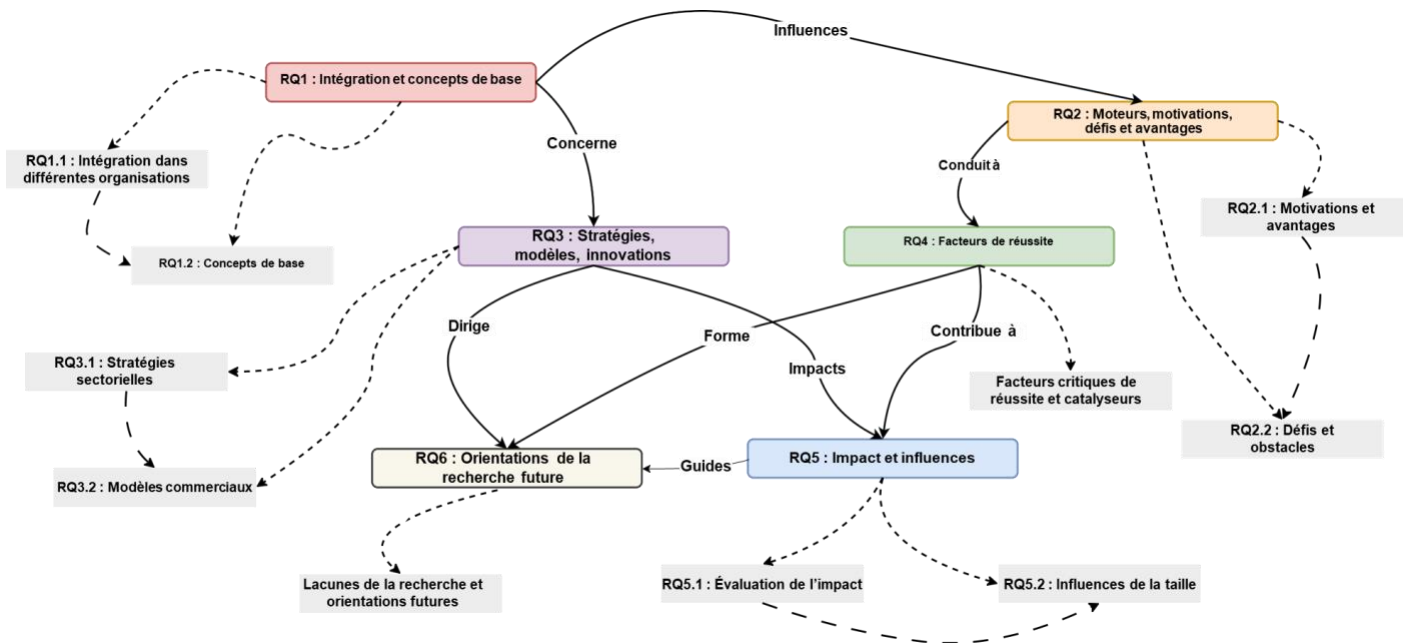 Influences
RQ1 : Intégration et concepts de base
RQ2 : Moteurs, motivations,
défis et avantages
Concerne
RQ1.1 : Intégration dans
différentes organisations
Conduit à
RQ2.1 : Motivations et
avantages
RQ3 : Stratégies,
modèles, innovations
RQ4 : Facteurs de réussite
RQ1.2 : Concepts de base
Dirige
Forme
Contribue à
Impacts
RQ3.1 : Stratégies
sectorielles
Facteurs critiques de
réussite et catalyseurs
RQ2.2 : Défis et
obstacles
RQ6 : Orientations de la
recherche future
Guides
RQ5 : Impact et influences
RQ3.2 : Modèles commerciaux
Lacunes de la recherche et
orientations futures
RQ5.1 : Évaluation de l'impact
RQ5.2 : Influences de la taille